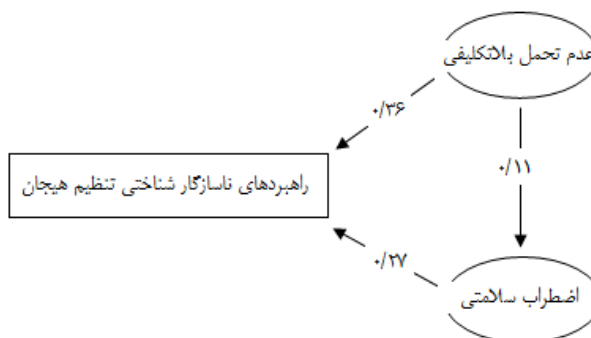 عدم تحمل بلاتکلیفی
۰/۳۶
۰/۱۱
راهبردهای ناسازگار شناختی تنظیم هیجان
۰/۲۷
اضطراب سلامتی